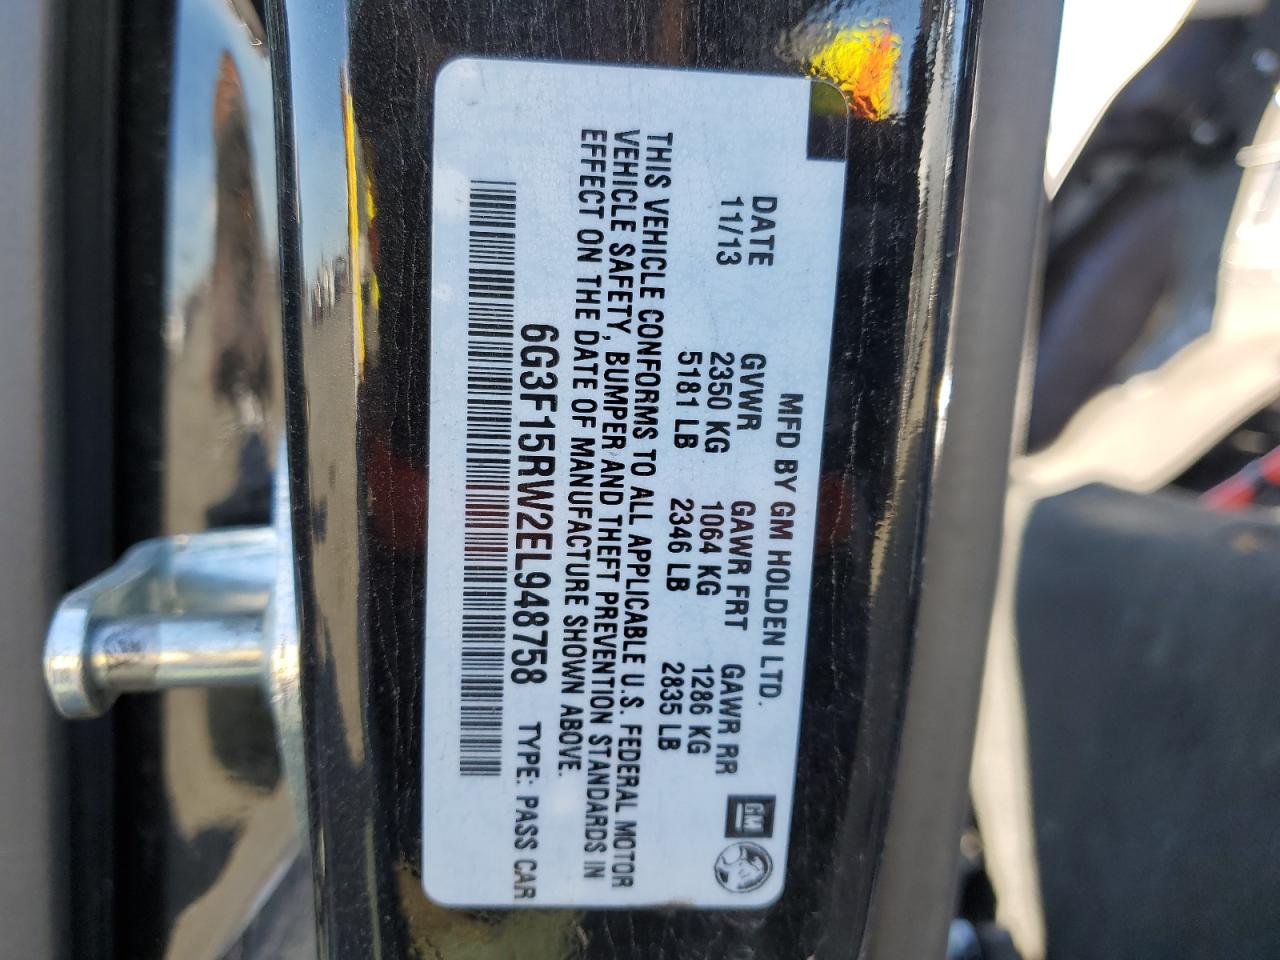 MFD BY GM HOLDEN LTD.
DATE GVWR GAWR FRT GAWR RR
11/13 2350 KG 1064 KG 1286 KG
5181 LB 2346 LB 2835 LB
GM
THIS VEHICLE CONFORMS TO ALL APPLICABLE U.S. FEDERAL MOTOR
VEHICLE SAFETY, BUMPER AND THEFT PREVENTION STANDARDS IN
EFFECT ON THE DATE OF MANUFACTURE SHOWN ABOVE.
6G3F15RW2EL948758 TYPE: PASS CAR